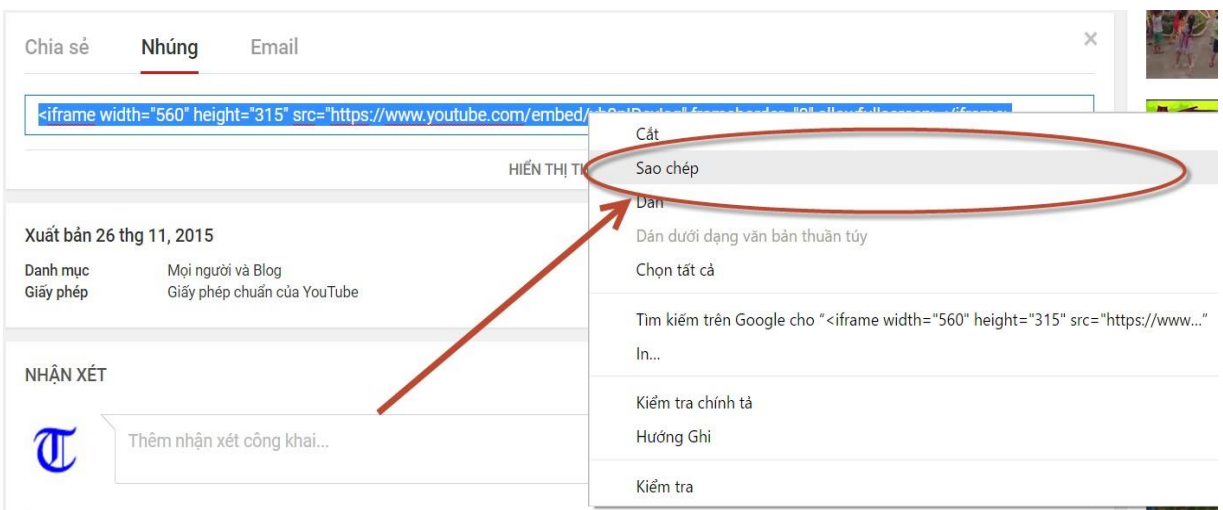 Chia sẻ Nhúng Email ×
<iframe width="560" height="315" src="https://www.youtube.com/embed/
Cắt
HIỂN THỊ
Sao chép
Dán
Xuất bản 26 thg 11, 2015
Dán dưới dạng văn bản thuần túy
Danh mục Mọi người và Blog
Chọn tất cả
Giấy phép Giấy phép chuẩn của YouTube
Tìm kiếm trên Google cho “<iframe width="560" height="315" src="https://www...”
In...
NHẬN XÉT
Kiểm tra chính tả
T Thêm nhận xét công khai...
Hướng Ghi
Kiểm tra